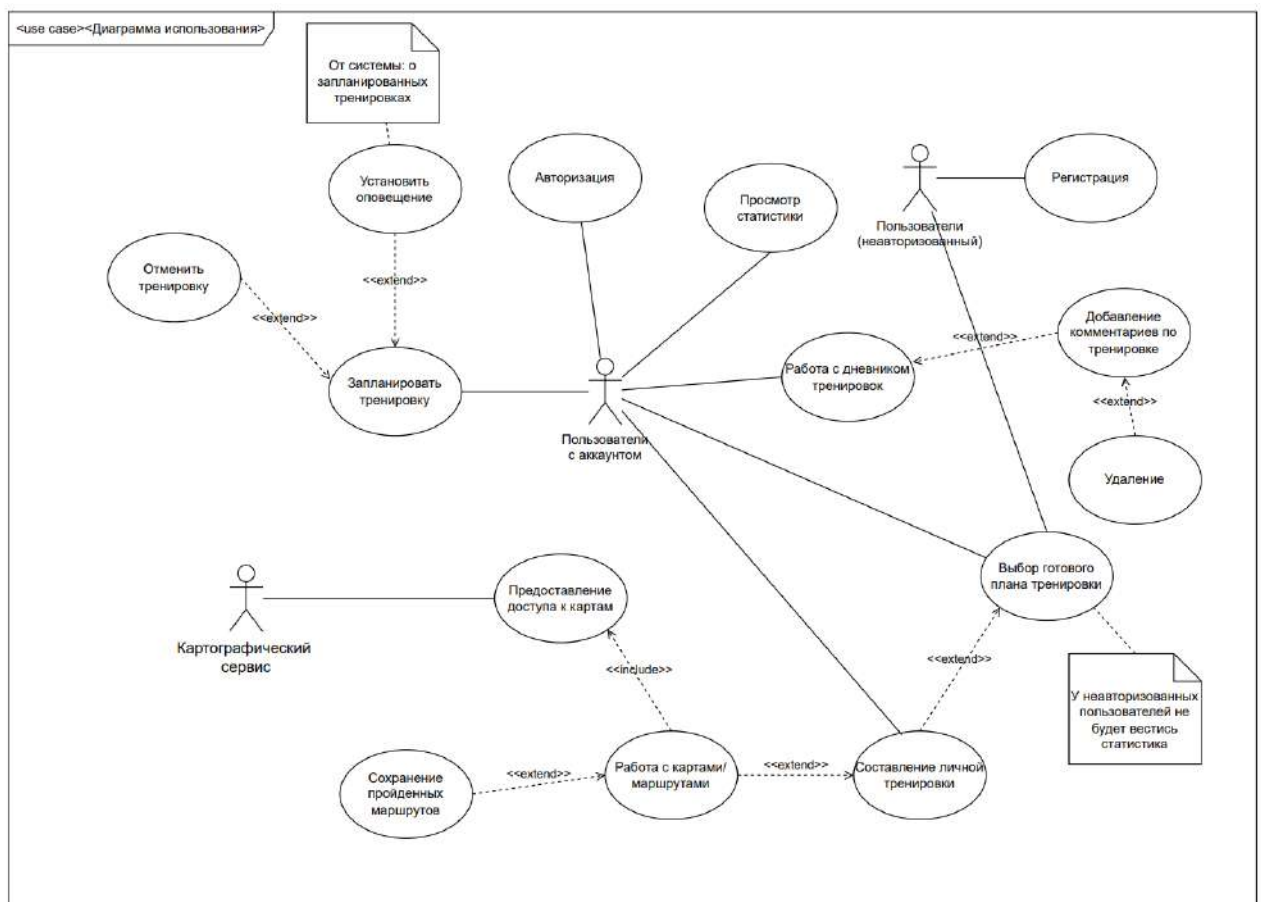 <use case><Диаграмма использования>
От системы: о
запланированных
тренировках
Установить
оповещение
Авторизация
Просмотр
статистики
Пользователи
(неавторизованный)
Регистрация
Отменить
тренировку
<<extend>>
<<extend>>
Запланировать
тренировку
Пользователи
с аккаунтом
Работа с дневником
тренировок
<<extend>>
Добавление
комментариев по
тренировке
<<extend>>
Удаление
Выбор готового
плана тренировки
Картографический
сервис
Предоставление
доступа к картам
<<include>>
<<extend>>
У неавторизованных
пользователей не
будет вестись
статистика
Сохранение
пройденных
маршрутов
<<extend>>
Работа с картами/
маршрутами
<<extend>>
Составление личной
тренировки